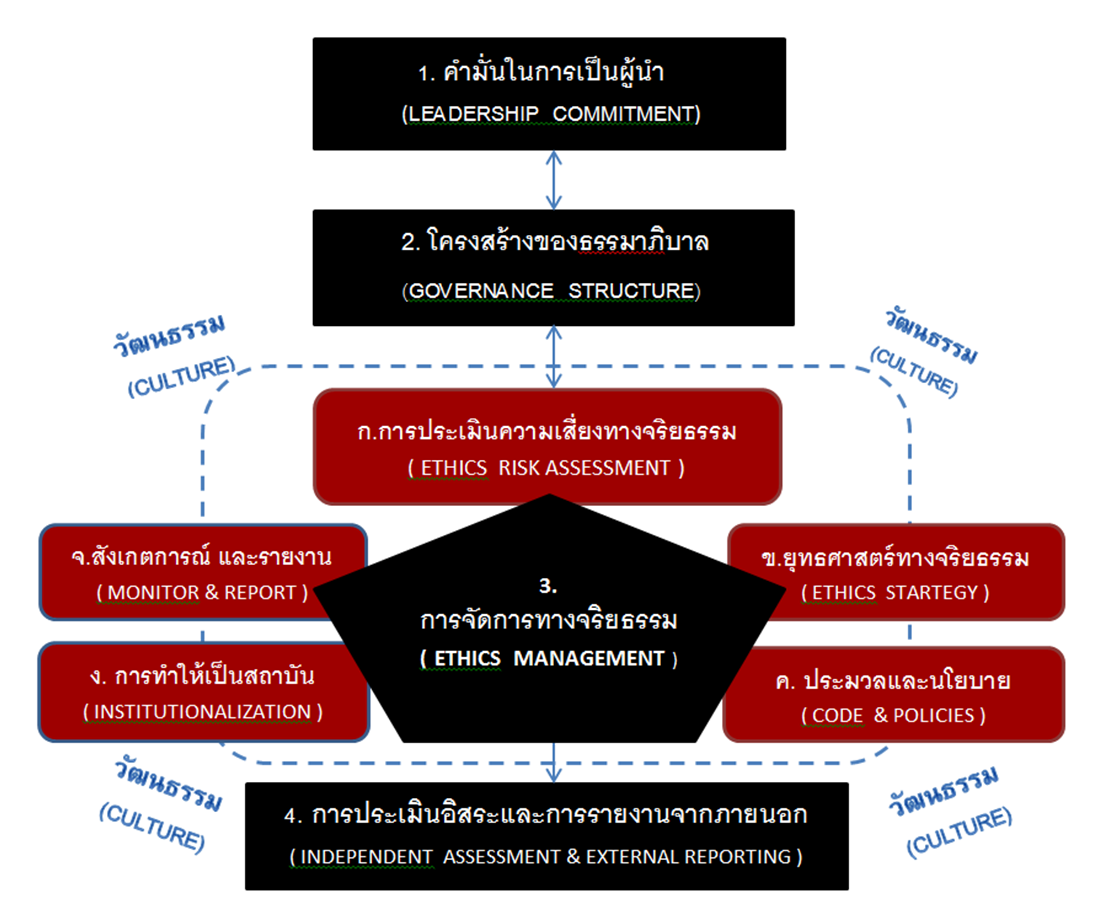 1. คำมั่นในการเป็นผู้นำ
(LEADERSHIP COMMITMENT)
2. โครงสร้างของธรรมาภิบาล
(GOVERNANCE STRUCTURE)
วัฒนธรรม
(CULTURE)
วัฒนธรรม
(CULTURE)
ก.การประเมินความเสี่ยงทางจริยธรรม
( ETHICS RISK ASSESSMENT )
จ.สังเกตการณ์ และรายงาน
( MONITOR & REPORT )
ข.ยุทธศาสตร์ทางจริยธรรม
( ETHICS STARTEGY )
3.
การจัดการทางจริยธรรม
( ETHICS MANAGEMENT )
ง. การทำให้เป็นสถาบัน
( INSTITUTIONALIZATION )
ค. ประมวลและนโยบาย
( CODE & POLICIES )
วัฒนธรรม
(CULTURE)
วัฒนธรรม
(CULTURE)
4. การประเมินอิสระและการรายงานจากภายนอก
( INDEPENDENT ASSESSMENT & EXTERNAL REPORTING )